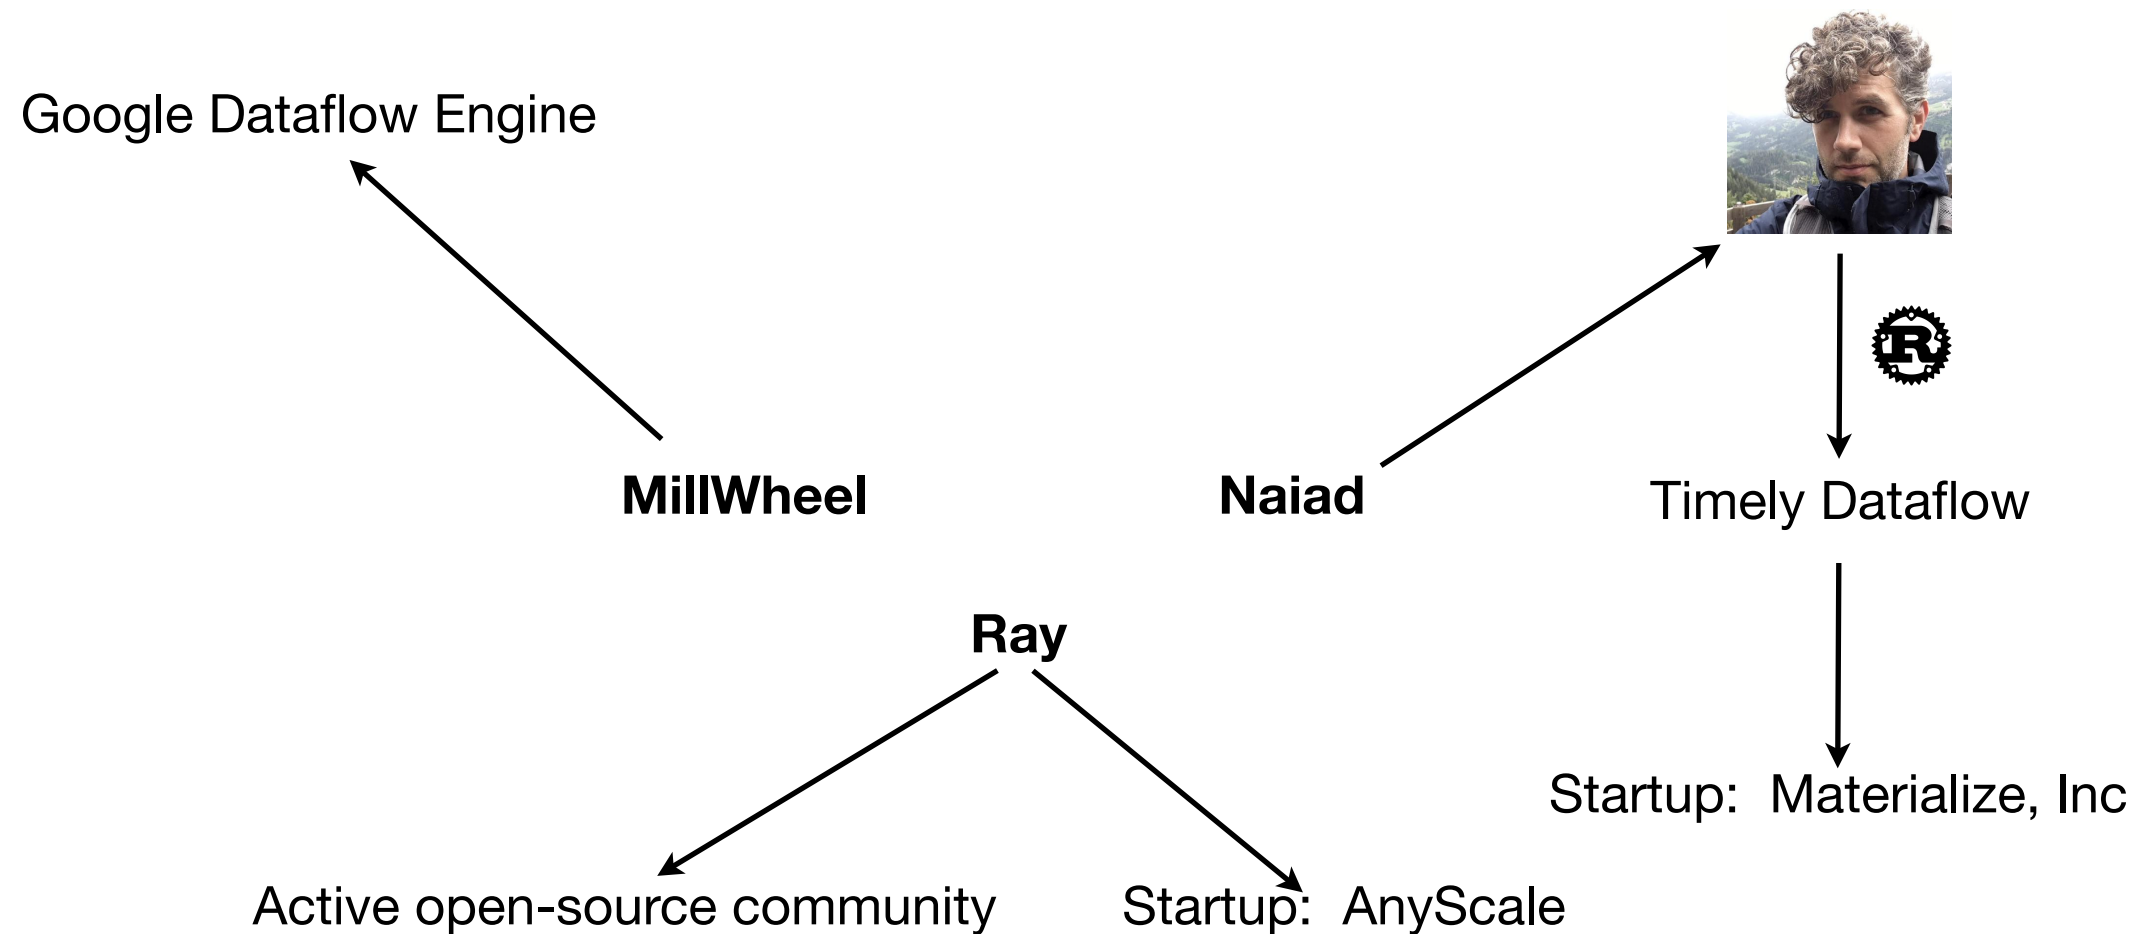 Google Dataflow Engine
R
MillWheel
Naiad
Timely Dataflow
Ray
Startup: Materialize, Inc
Active open-source community
Startup: AnyScale